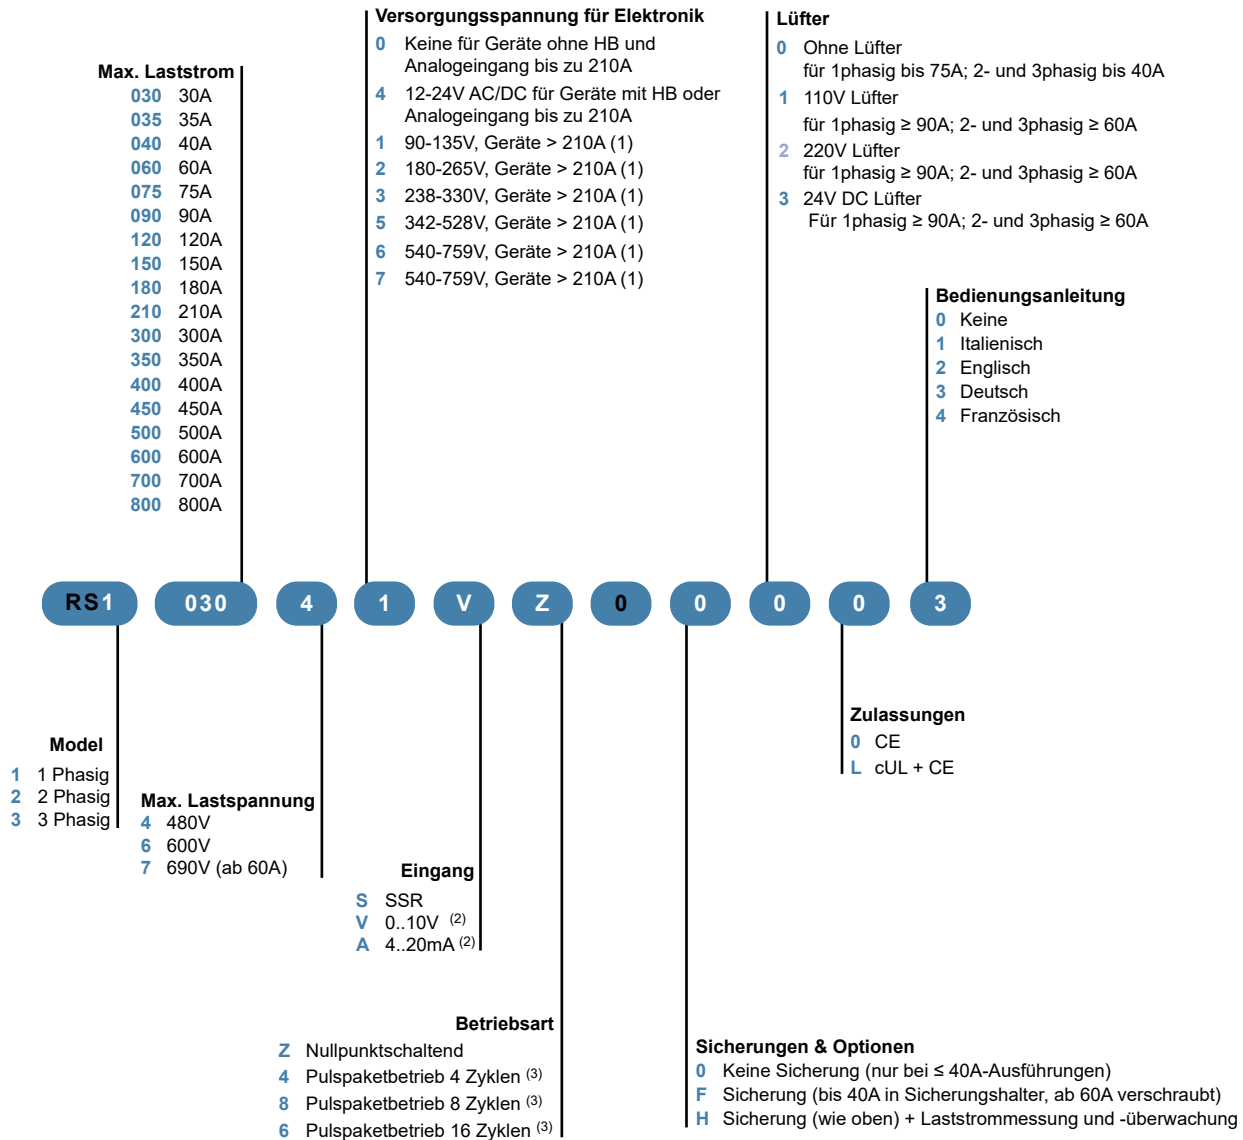 Versorgungsspannung für Elektronik
0 Keine für Geräte ohne HB und
Analogeingang bis zu 210A
4 12-24V AC/DC für Geräte mit HB oder
Analogeingang bis zu 210A
1 90-135V, Geräte > 210A (1)
2 180-265V, Geräte > 210A (1)
3 238-330V, Geräte > 210A (1)
5 342-528V, Geräte > 210A (1)
6 540-759V, Geräte > 210A (1)
7 540-759V, Geräte > 210A (1)
Lüfter
0 Ohne Lüfter
für 1phasig bis 75A; 2- und 3phasig bis 40A
1 110V Lüfter
für 1phasig ≥ 90A; 2- und 3phasig ≥ 60A
2 220V Lüfter
für 1phasig ≥ 90A; 2- und 3phasig ≥ 60A
3 24V DC Lüfter
Für 1phasig ≥ 90A; 2- und 3phasig ≥ 60A
Max. Laststrom
030 30A
035 35A
040 40A
060 60A
075 75A
090 90A
120 120A
150 150A
180 180A
210 210A
300 300A
350 350A
400 400A
450 450A
500 500A
600 600A
700 700A
800 800A
Bedienungsanleitung
0 Keine
1 Italienisch
2 Englisch
3 Deutsch
4 Französisch
RS1 030 4 1 V Z 0 0 0 0 3
Model
1 1 Phasig
2 2 Phasig
3 3 Phasig
Max. Lastspannung
4 480V
6 600V
7 690V (ab 60A)
Eingang
S SSR
V 0..10V (2)
A 4..20mA (2)
Zulassungen
0 CE
L cUL + CE
Betriebsart
Z Nullpunktschaltend
4 Pulspaketbetrieb 4 Zyklen (3)
8 Pulspaketbetrieb 8 Zyklen (3)
6 Pulspaketbetrieb 16 Zyklen (3)
Sicherungen & Optionen
0 Keine Sicherung (nur bei ≤ 40A-Ausführungen)
F Sicherung (bis 40A in Sicherungshalter, ab 60A verschraubt)
H Sicherung (wie oben) + Laststrommessung und -überwachung